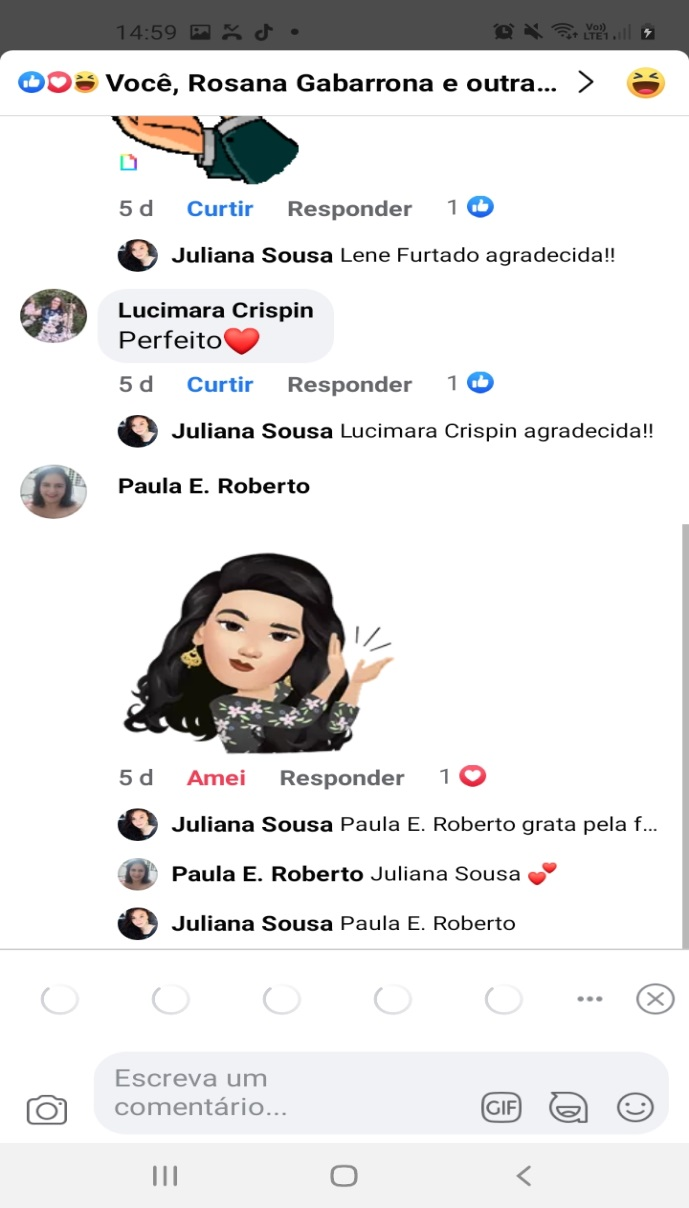 14:59
Vo)) LTE1
Você, Rosana Gabarrona e outra...
5 d Curtir Responder 1
Juliana Sousa Lene Furtado agradecida!!
Lucimara Crispin
Perfeito❤️
5 d Curtir Responder 1
Juliana Sousa Lucimara Crispin agradecida!!
Paula E. Roberto
5 d Amei Responder 1
Juliana Sousa Paula E. Roberto grata pela f...
Paula E. Roberto Juliana Sousa 💕
Juliana Sousa Paula E. Roberto
Escreva um
comentário...
GIF